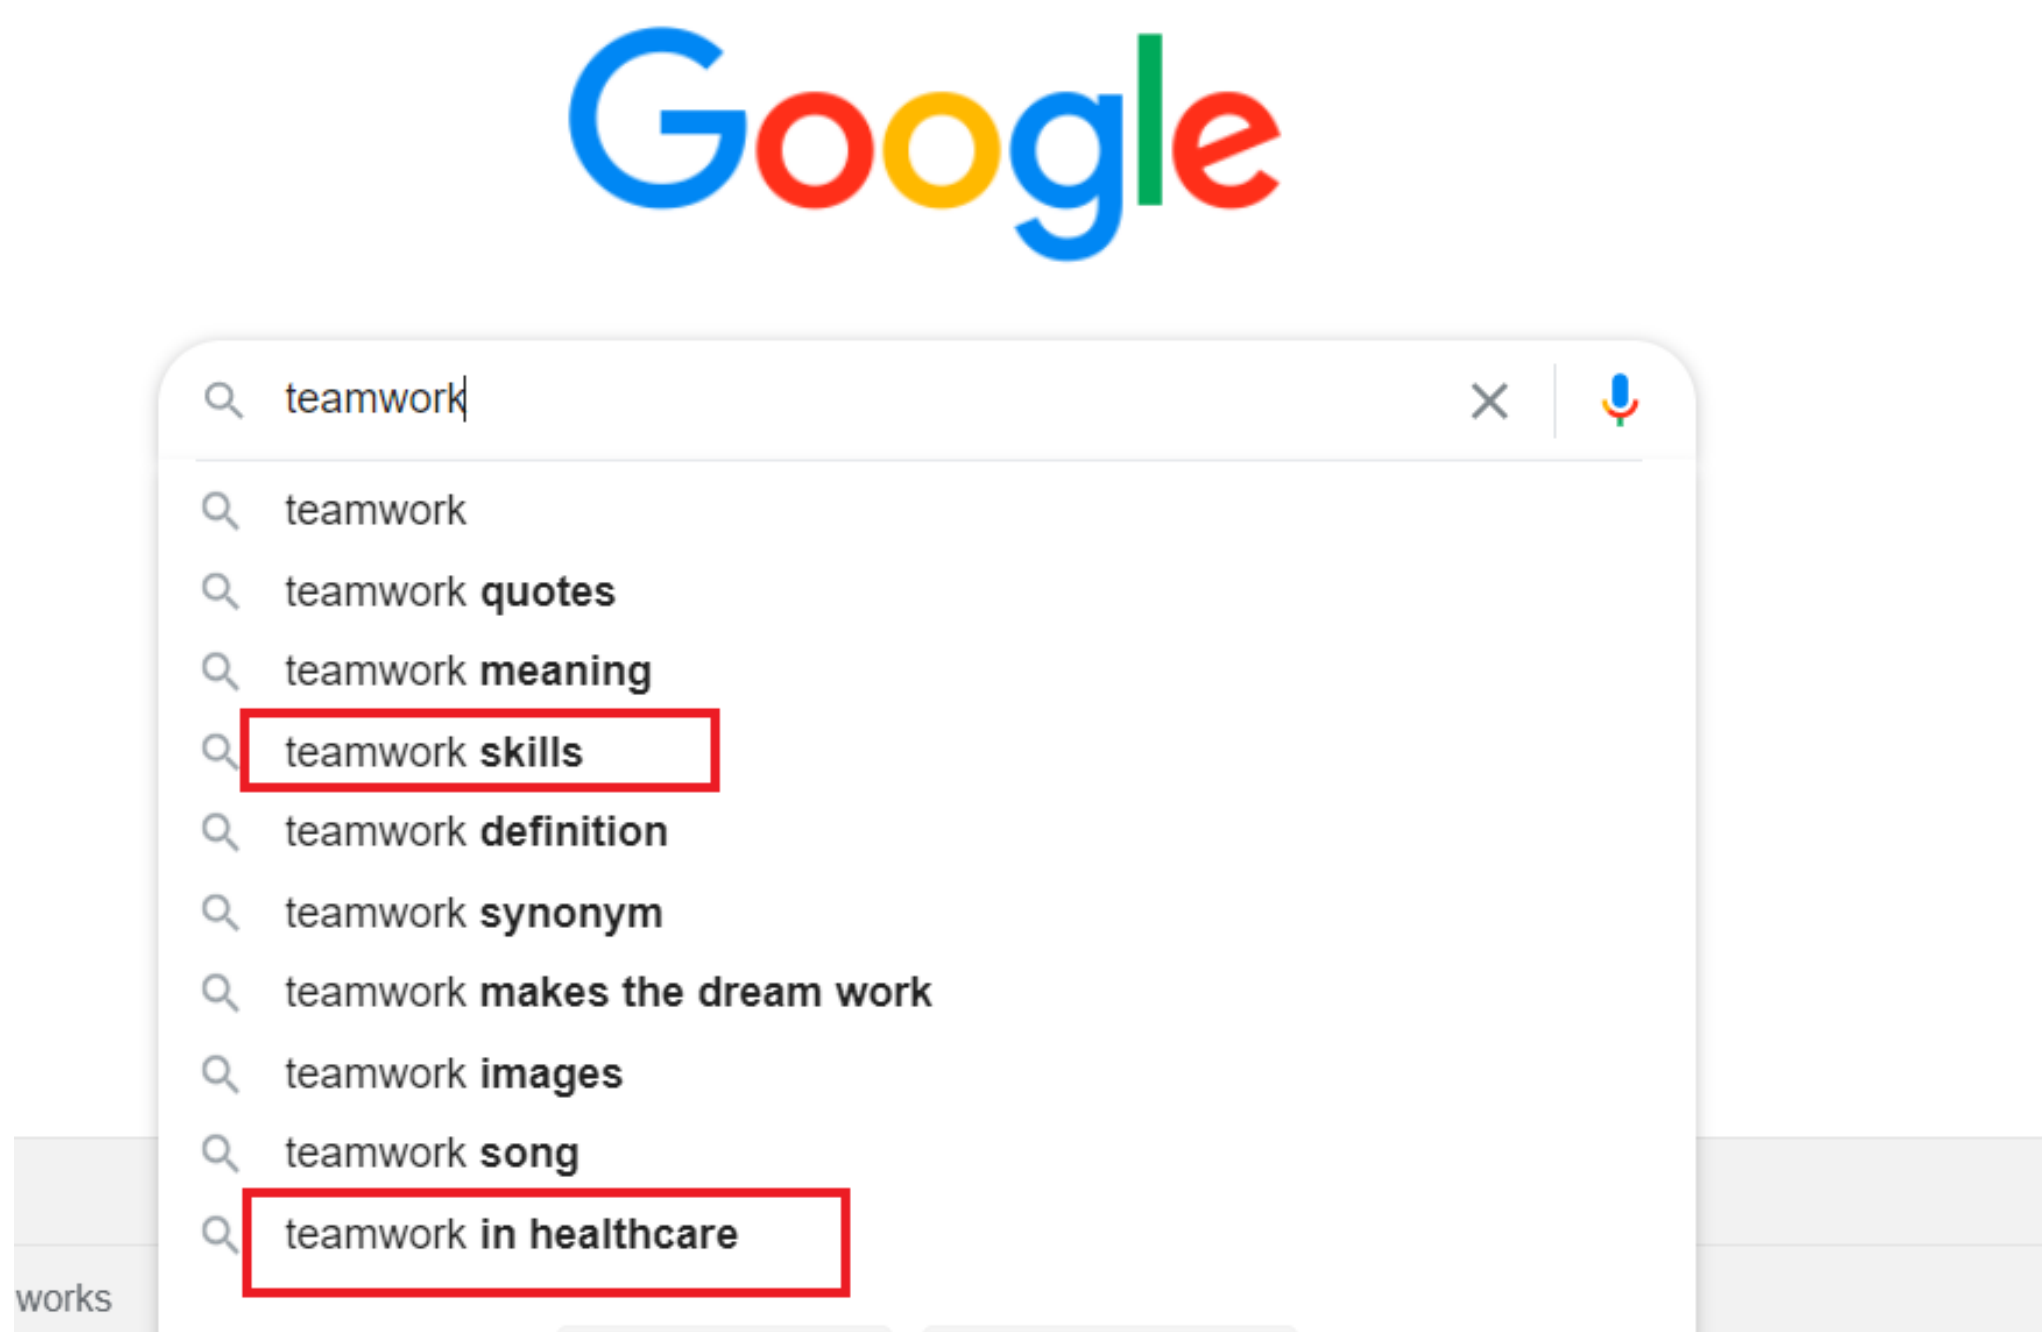 Google
teamwork
teamwork
teamwork quotes
teamwork meaning
teamwork skills
teamwork definition
teamwork synonym
teamwork makes the dream work
teamwork images
teamwork song
teamwork in healthcare
works